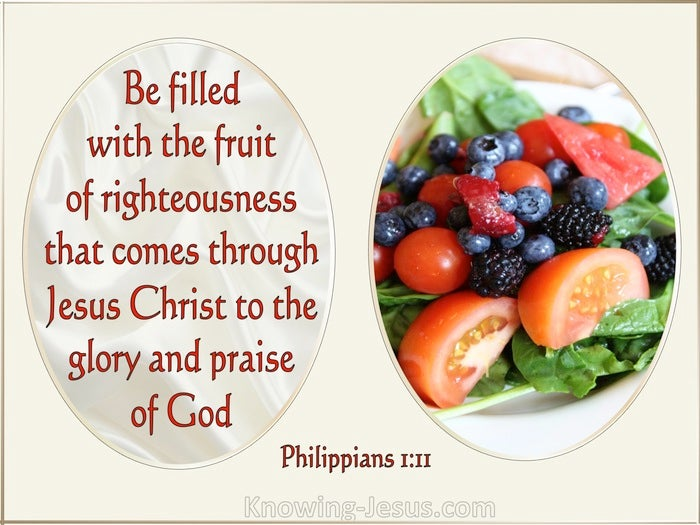 Be filled
with the fruit
of righteousness
that comes through
Jesus Christ to the
glory and praise
of God
Philippians 1:11
Knowing-Jesus.com